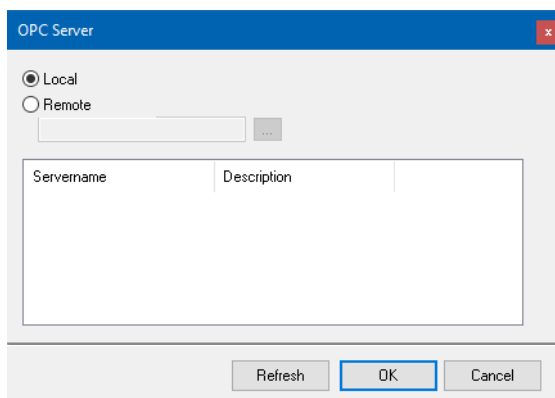 OPC Server
x
Local
Remote
...
Servername Description
Refresh OK Cancel